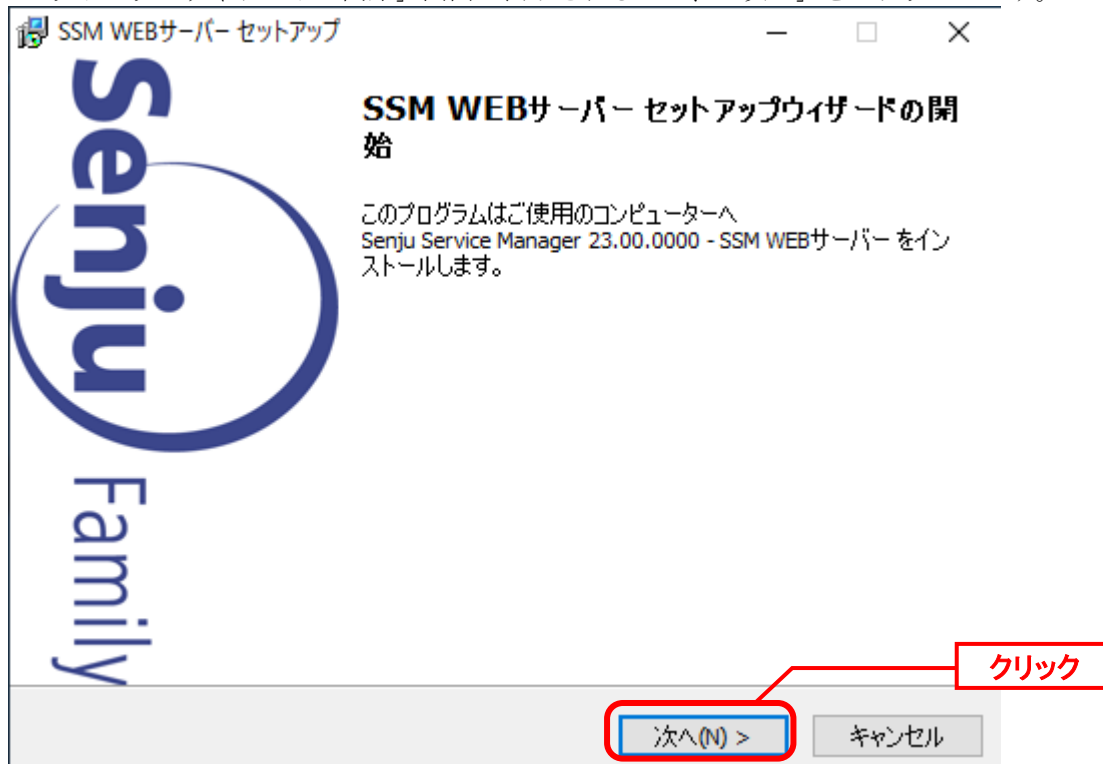 SSM WEBサーバー セットアップ
Senju Family
SSM WEBサーバー セットアップウィザードの開
始
このプログラムはご使用のコンピューターへ
Senju Service Manager 23.00.0000 - SSM WEBサーバー をイン
ストールします。
クリック
次へ(N) >
キャンセル